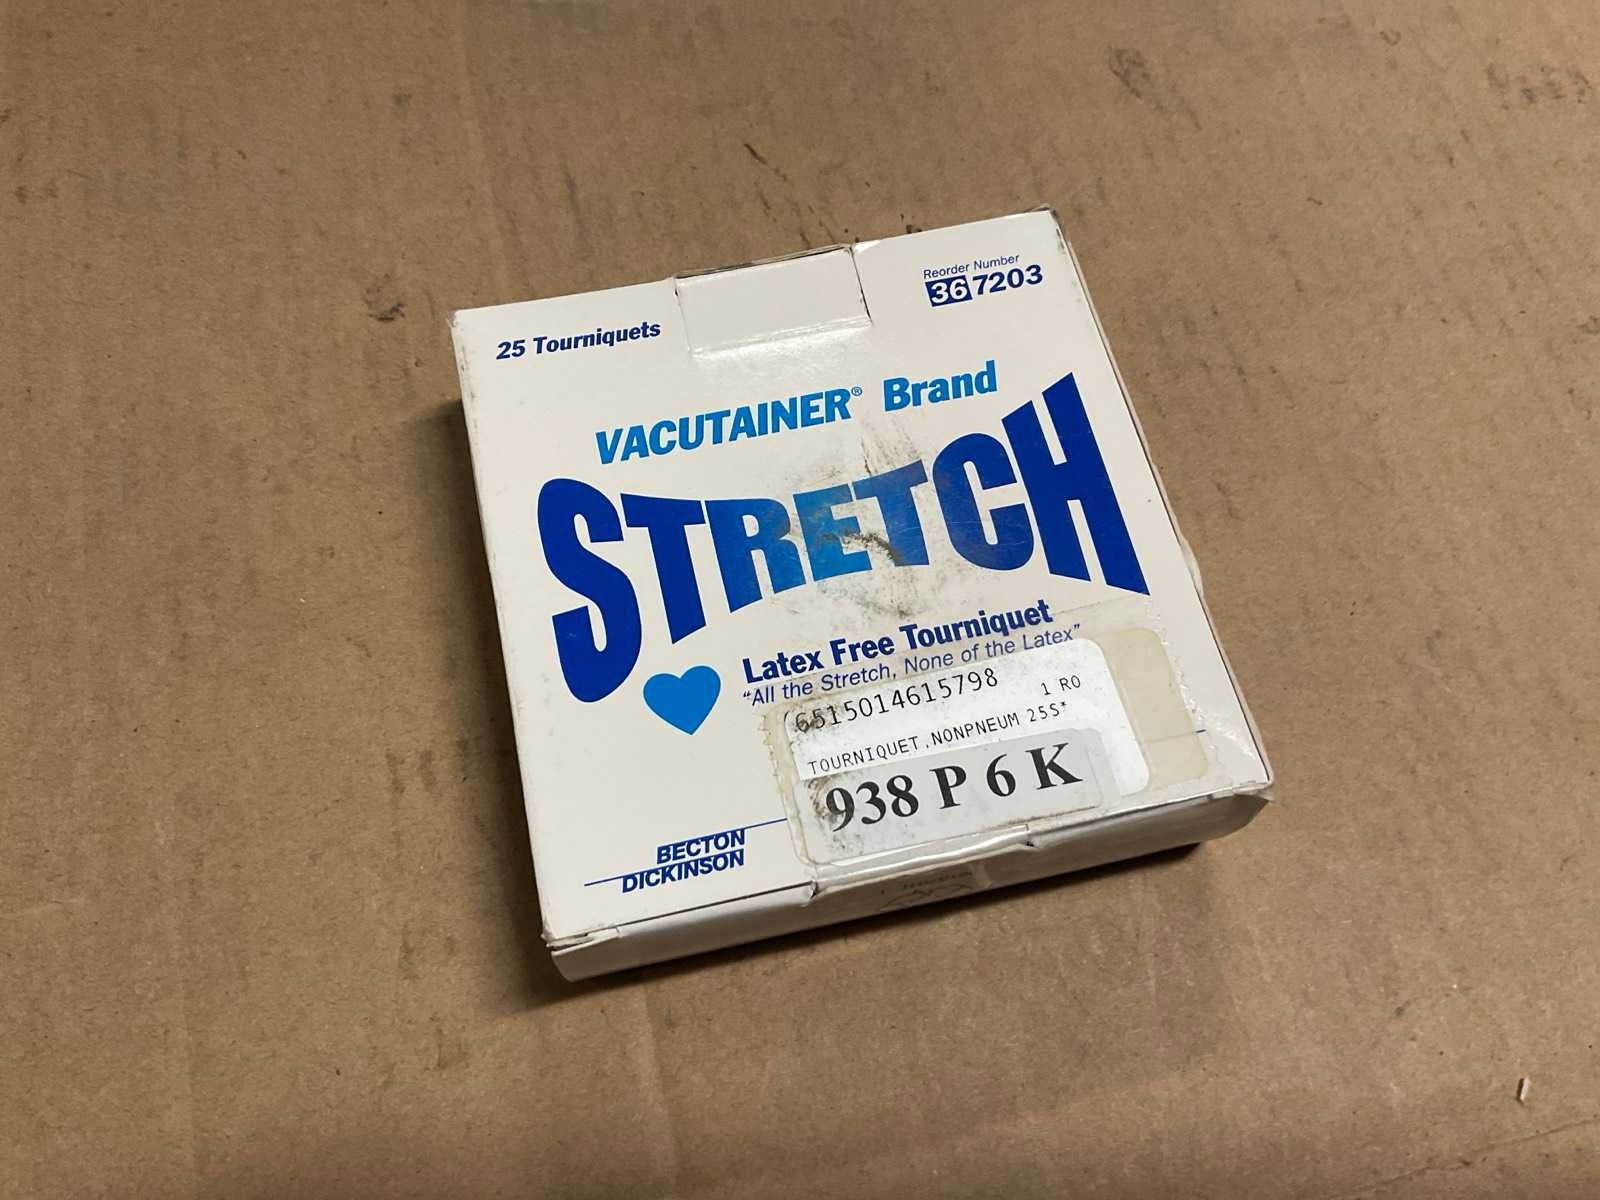 Reorder Number
367203
25 Tourniquets
VACUTAINER® Brand
STRETCH
Latex Free Tourniquet
“All the Stretch, None of the Latex”
6515014615798 1 RO
TOURNIQUET,NONPNEUM 25S*
938 P 6 K
BECTON
DICKINSON